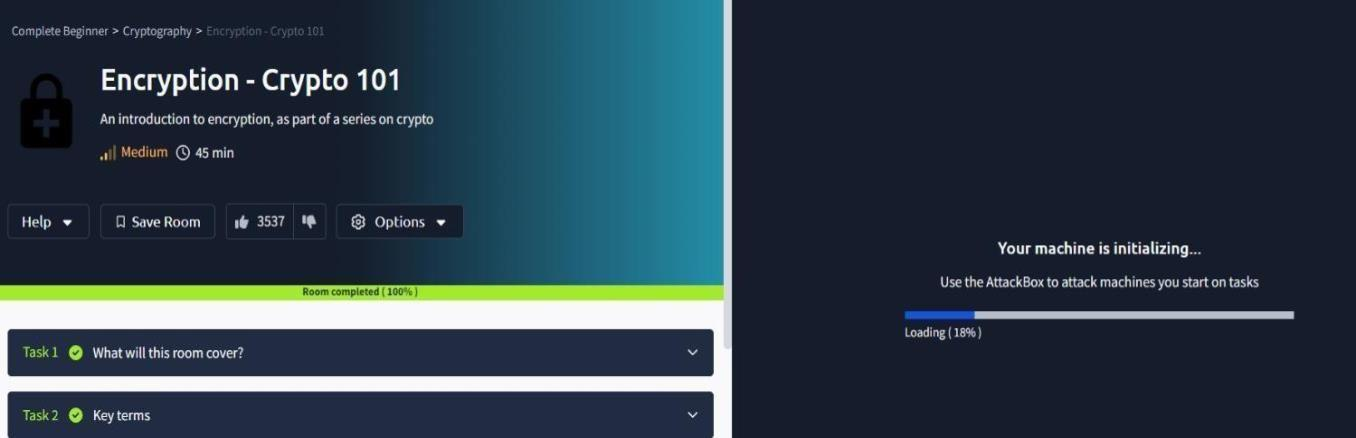 Complete Beginner > Cryptography > Encryption - Crypto 101
Encryption - Crypto 101
An introduction to encryption, as part of a series on crypto
Medium 45 min
Help Save Room 3537 Options
Room completed ( 100% )
Task 1 What will this room cover?
Task 2 Key terms
Your machine is initializing...
Use the AttackBox to attack machines you start on tasks
Loading ( 18% )